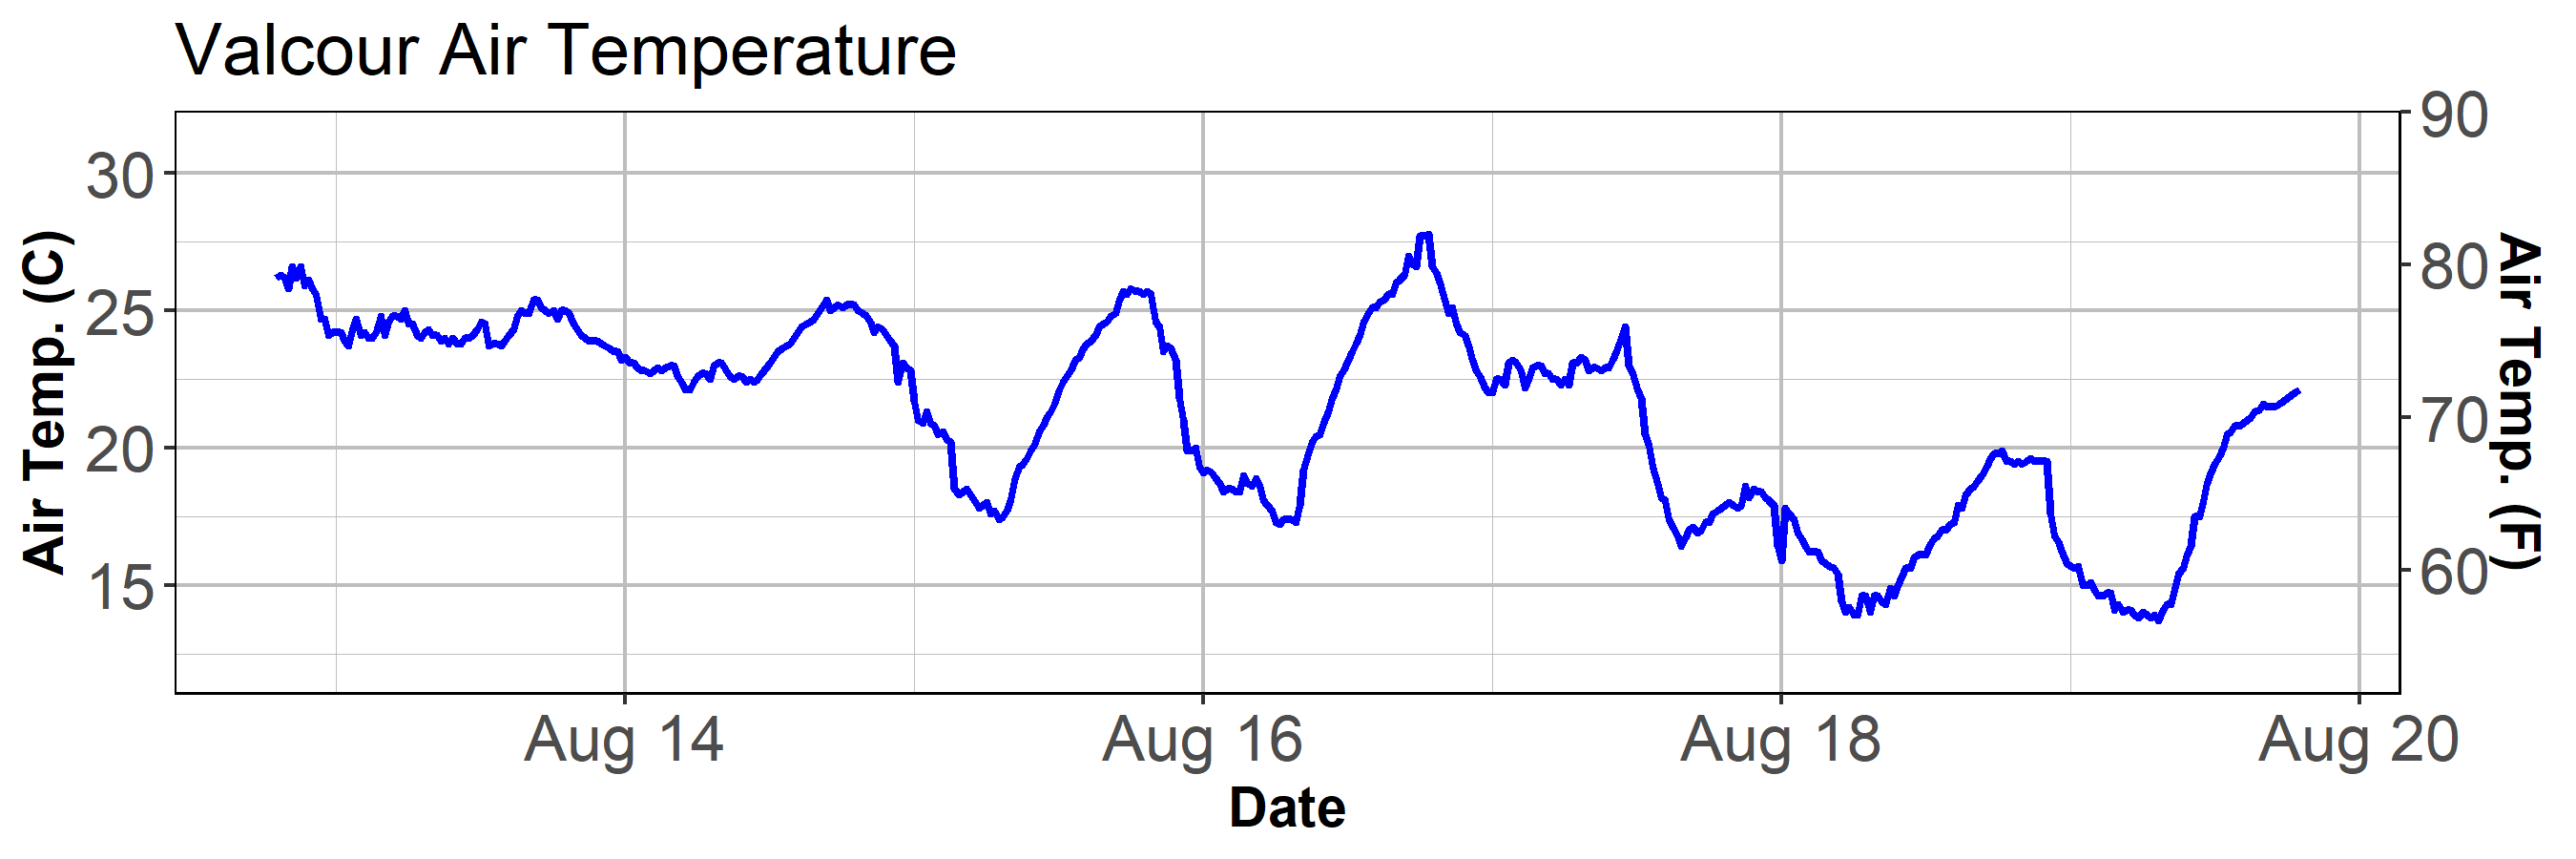 Valcour Air Temperature
Air Temp. (C)
30
25
20
15
90
80
70
60
Air Temp. (F)
Aug 14
Aug 16
Aug 18
Aug 20
Date